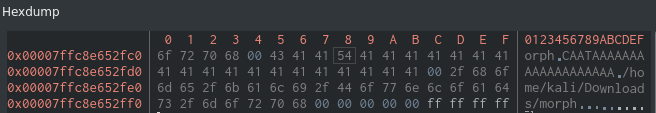 Hexdump
0 1 2 3 4 5 6 7 8 9 A B C D E F 0123456789ABCDEF
0x00007ffc8e652fc0 6f 72 70 68 00 43 41 41 54 41 41 41 41 41 41 41 orph.CAATAAAAAAA
0x00007ffc8e652fd0 41 41 41 41 41 41 41 41 41 41 41 41 00 2f 68 6f AAAAAAAAAAAA./ho
0x00007ffc8e652fe0 6d 65 2f 6b 61 6c 69 2f 44 6f 77 6e 6c 6f 61 64 me/kali/Download
0x00007ffc8e652ff0 73 2f 6d 6f 72 70 68 00 00 00 00 00 ff ff ff ff s/morph.........